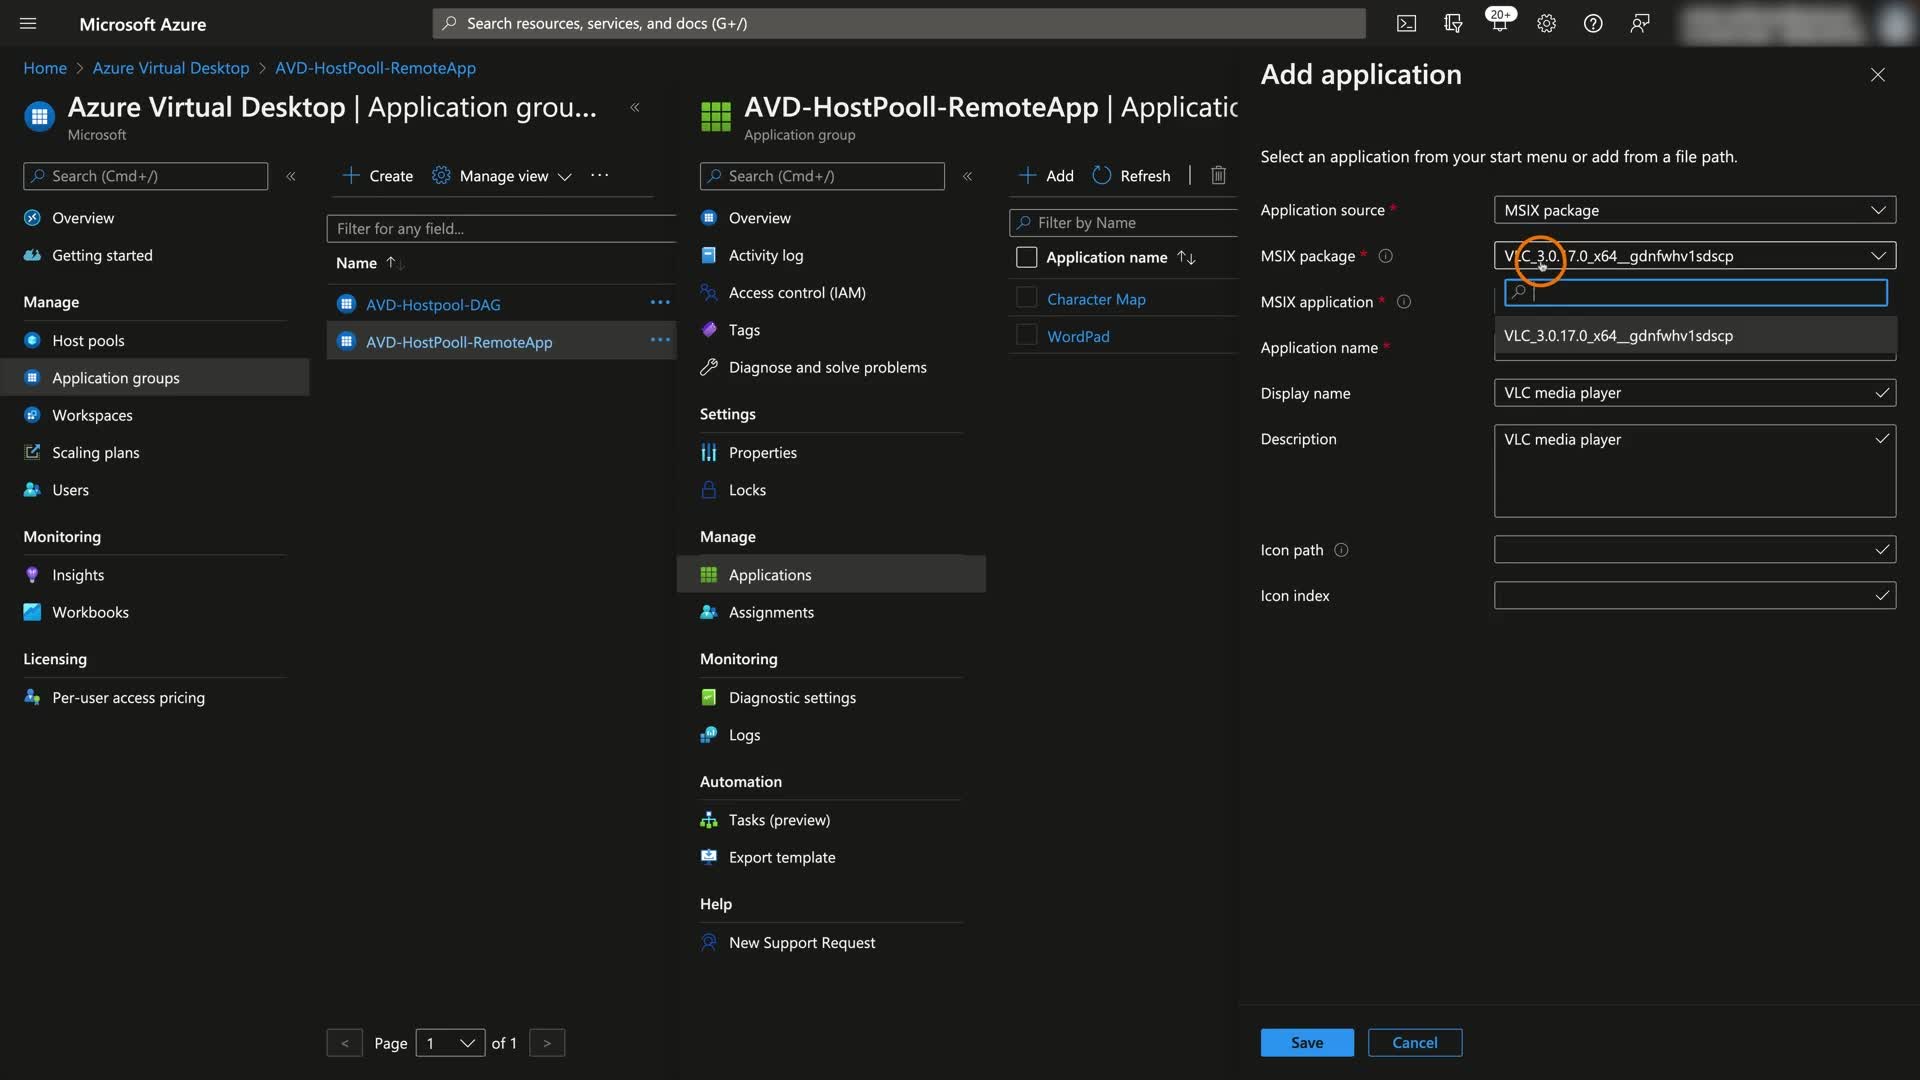 Microsoft Azure
Search resources, services, and docs (G+/)
20+
Home > Azure Virtual Desktop > AVD-HostPooll-RemoteApp
Azure Virtual Desktop | Application grou...
Microsoft
Search (Cmd+/)
Overview
Getting started
Manage
Host pools
Application groups
Workspaces
Scaling plans
Users
Monitoring
Insights
Workbooks
Licensing
Per-user access pricing
Create
Manage view
Filter for any field...
Name
AVD-Hostpool-DAG
AVD-HostPooll-RemoteApp
< Page 1 of 1 >
AVD-HostPooll-RemoteApp | Applicatic
Application group
Search (Cmd+/)
Overview
Activity log
Access control (IAM)
Tags
Diagnose and solve problems
Settings
Properties
Locks
Manage
Applications
Assignments
Monitoring
Diagnostic settings
Logs
Automation
Tasks (preview)
Export template
Help
New Support Request
Add
Refresh
Filter by Name
Application name
Character Map
WordPad
Add application
Select an application from your start menu or add from a file path.
Application source * MSIX package
MSIX package * VLC_3.0.17.0_x64__gdnfwhv1sdscp
MSIX application *
VLC_3.0.17.0_x64__gdnfwhv1sdscp
Application name *
Display name VLC media player
Description VLC media player
Icon path
Icon index
Save
Cancel